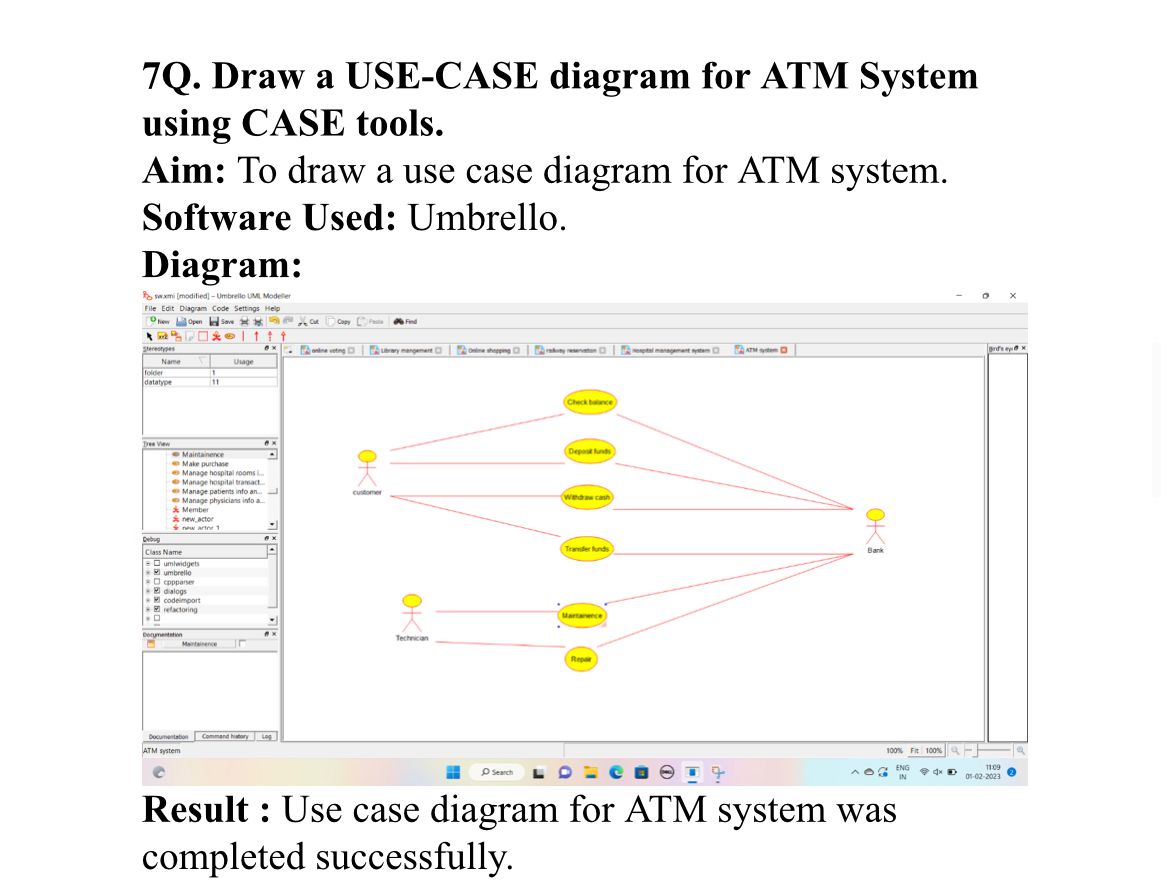 7Q. Draw a USE-CASE diagram for ATM System
using CASE tools.
Aim: To draw a use case diagram for ATM system.
Software Used: Umbrello.
Diagram:
sw.xmi [modified] – Umbrello UML Modeller
File Edit Diagram Code Settings Help
New Open Save Cut Copy Paste Find
Stereotypes
online voting Library mangement Online shopping railway reservation Hospital management system ATM system
Bird's eye
Name Usage
folder 1
datatype 11
Tree View
Maintainence
Make purchase
Manage hospital rooms i...
Manage hospital transact...
Manage patients info an...
Manage physicians info a...
Member
new_actor
new_actor_1
Debug
Class Name
umlwidgets
umbrello
cppparser
dialogs
codeimport
refactoring
Documentation
Maintainence
Documentation Command history Log
Check balance
Deposit funds
customer
Withdraw cash
Transfer funds
Bank
Technician
Maintainence
Repair
ATM system
100% Fit 100%
Search
DELL
ENG
IN
11:09
01-02-2023
2
Result : Use case diagram for ATM system was
completed successfully.